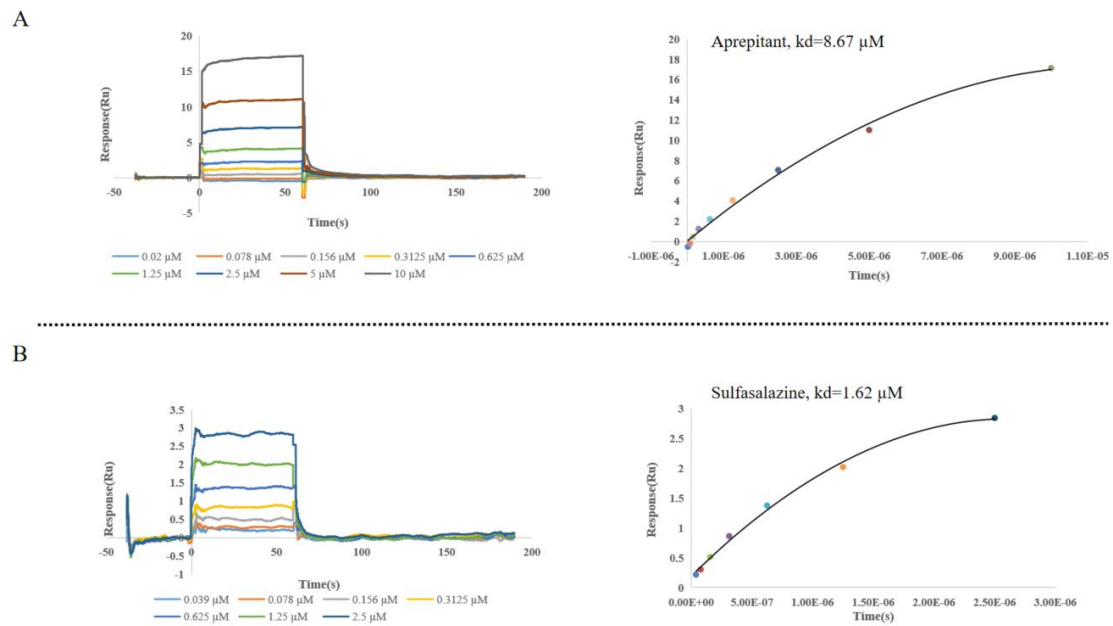 A
Response(Ru)
20
15
10
5
0
-5
-50
0
50
100
150
200
Time(s)
0.02 µM
0.078 µM
0.156 µM
0.3125 µM
0.625 µM
1.25 µM
2.5 µM
5 µM
10 µM
Aprepitant, kd=8.67 µM
Response(Ru)
20
18
16
14
12
10
8
6
4
2
0
-2
-1.00E-06
1.00E-06
3.00E-06
5.00E-06
7.00E-06
9.00E-06
1.10E-05
Time(s)
B
Response(Ru)
3.5
3
2.5
2
1.5
1
0.5
0
-0.5
-1
-50
0
50
100
150
200
Time(s)
0.039 µM
0.078 µM
0.156 µM
0.3125 µM
0.625 µM
1.25 µM
2.5 µM
Sulfasalazine, kd=1.62 µM
Response(Ru)
3
2.5
2
1.5
1
0.5
0
0.00E+00
5.00E-07
1.00E-06
1.50E-06
2.00E-06
2.50E-06
3.00E-06
Time(s)